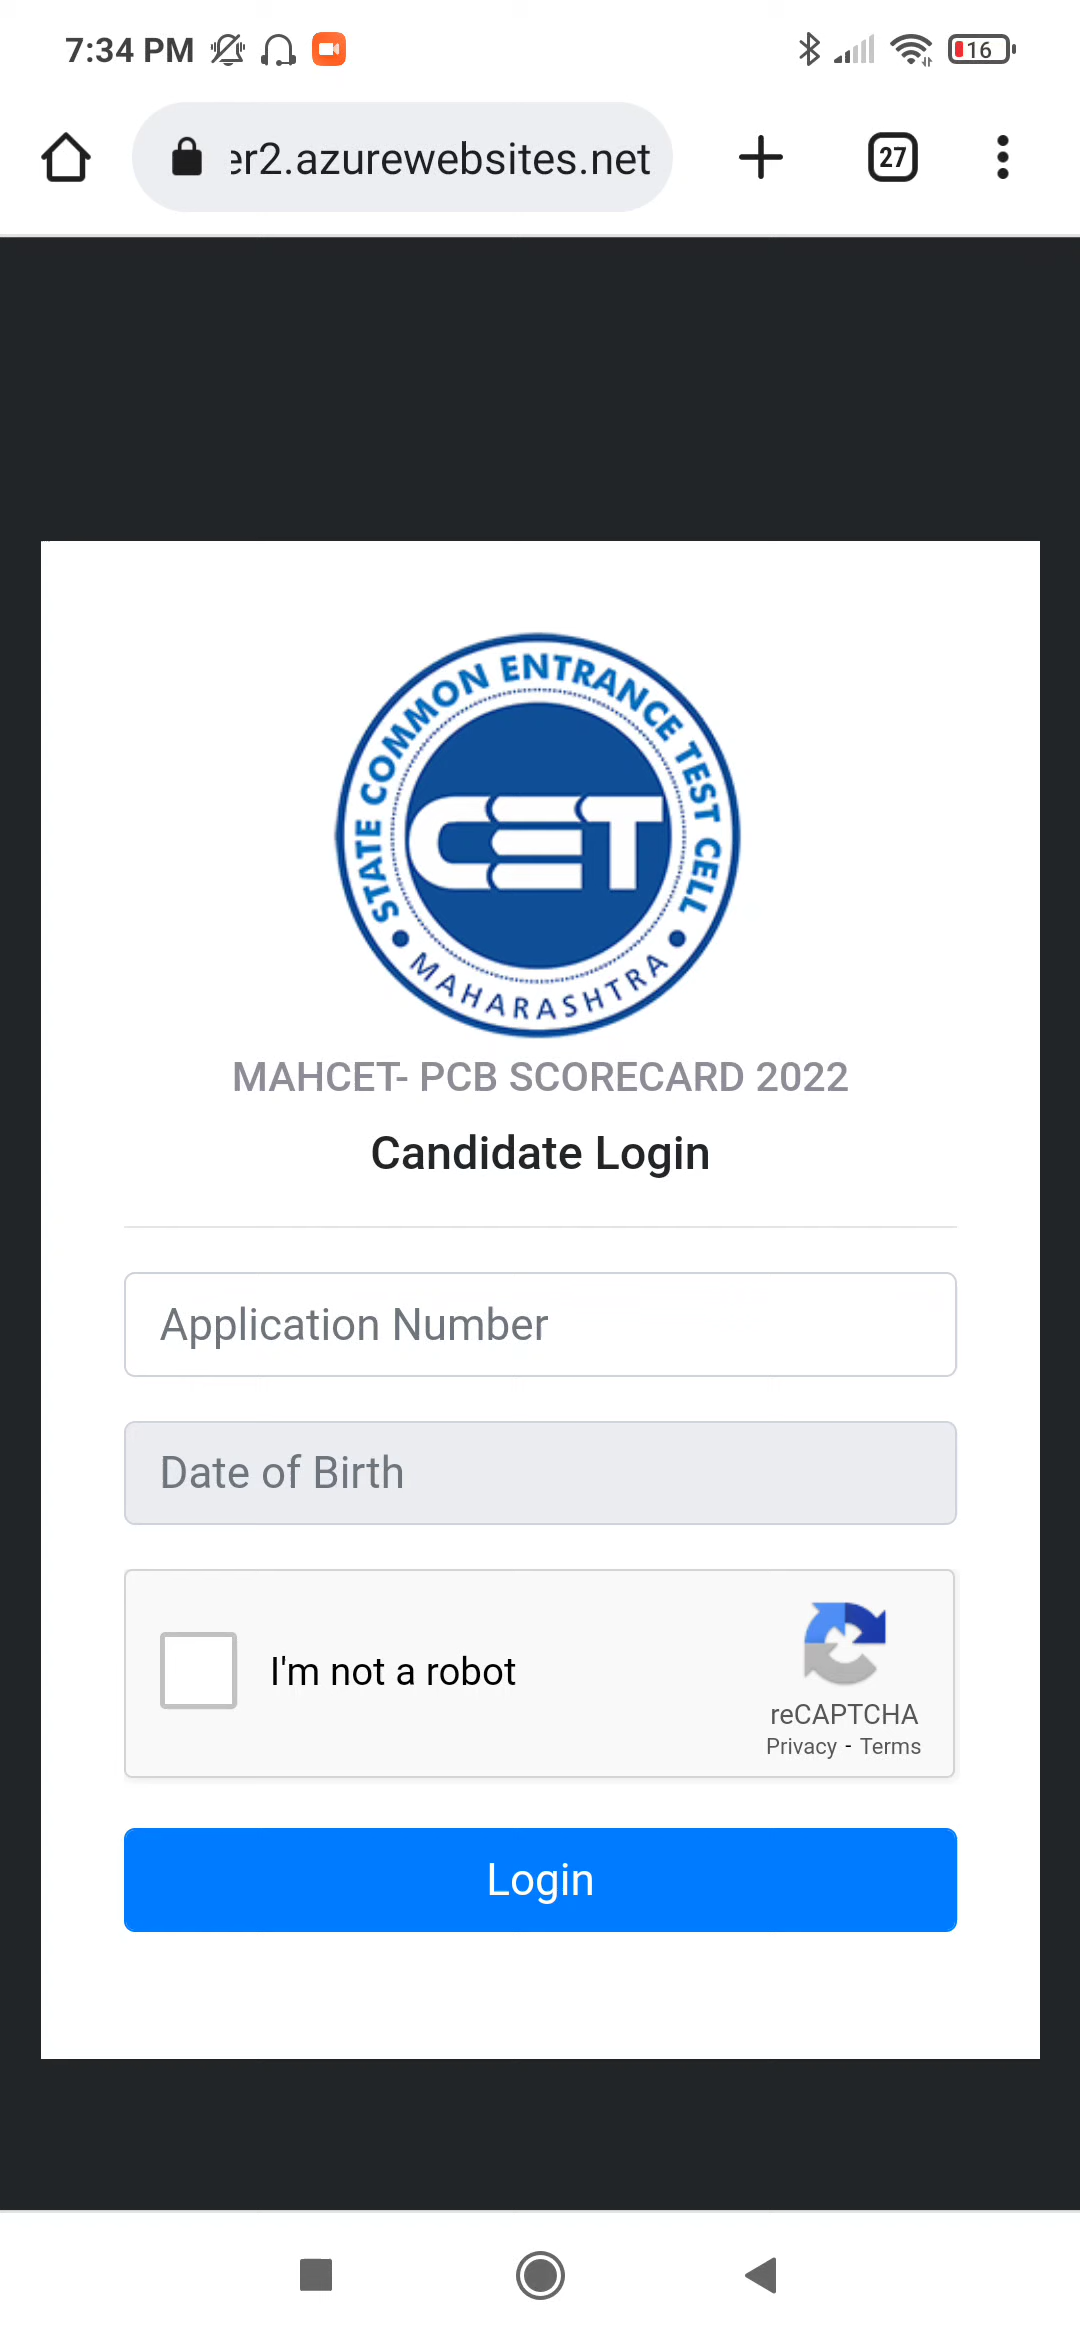 7:34 PM
16
er2.azurewebsites.net
27
STATE COMMON ENTRANCE TEST CELL
CET
MAHARASHTRA
MAHCET- PCB SCORECARD 2022
Candidate Login
Application Number
Date of Birth
I'm not a robot
reCAPTCHA
Privacy - Terms
Login